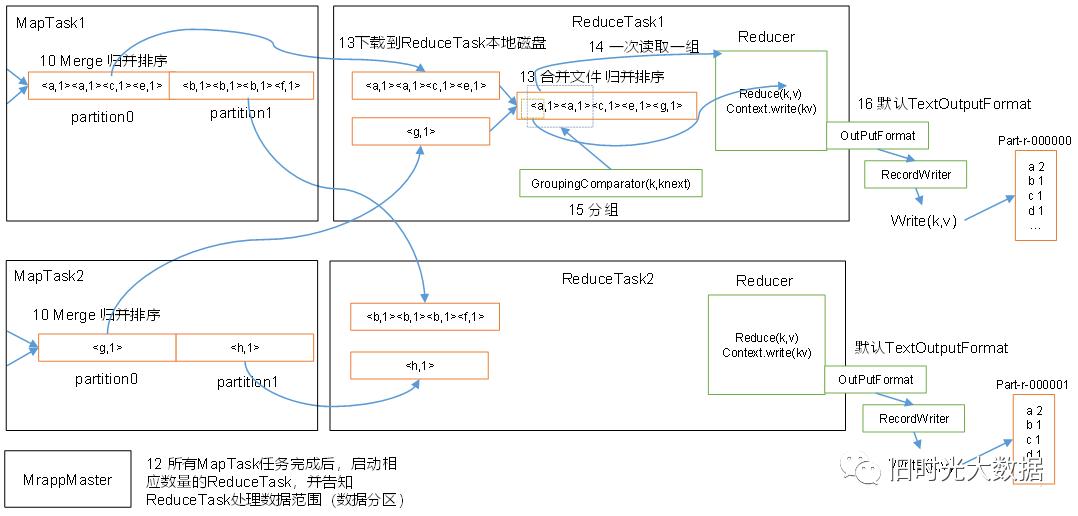 MapTask1
10 Merge 归并排序
<a,1><a,1><c,1><e,1>
<b,1><b,1><b,1><f,1>
partition0
partition1
ReduceTask1
13下载到ReduceTask本地磁盘
<a,1><a,1><c,1><e,1>
<g,1>
13 合并文件 归并排序
<a,1><a,1><c,1><e,1><g,1>
14 一次读取一组
GroupingComparator(k,knext)
15 分组
Reducer
Reduce(k,v)
Context.write(kv)
16 默认TextOutputFormat
OutPutFormat
RecordWriter
Write(k,v)
Part-r-000000
a 2
b 1
c 1
d 1
...
MapTask2
10 Merge 归并排序
<g,1>
<h,1>
partition0
partition1
ReduceTask2
<b,1><b,1><b,1><f,1>
<h,1>
Reducer
Reduce(k,v)
Context.write(kv)
默认TextOutputFormat
OutPutFormat
RecordWriter
Part-r-000001
a 2
b 1
c 1
d 1
MrappMaster
12 所有MapTask任务完成后，启动相
应数量的ReduceTask，并告知
ReduceTask处理数据范围（数据分区）
旧时光大数据